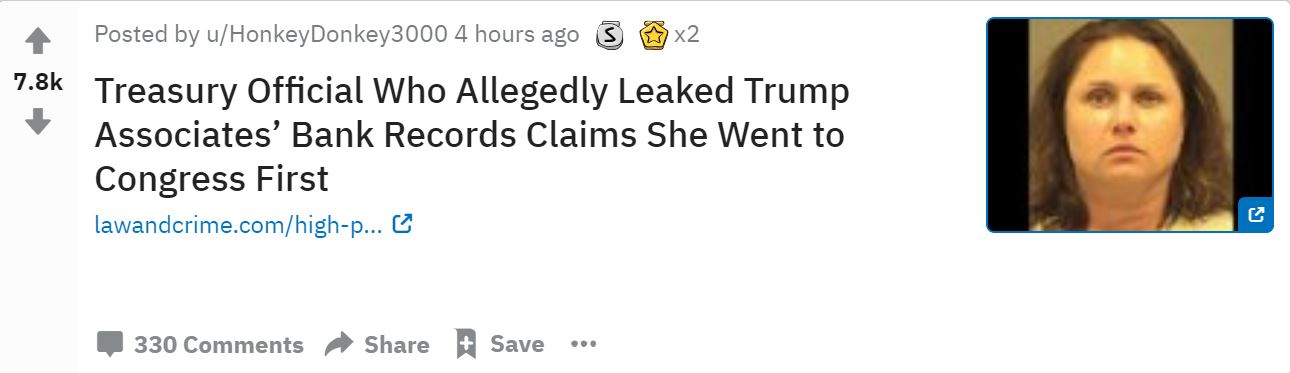 Posted by u/HonkeyDonkey3000 4 hours ago S x2
7.8k
Treasury Official Who Allegedly Leaked Trump
Associates’ Bank Records Claims She Went to
Congress First
lawandcrime.com/high-p...
330 Comments Share Save